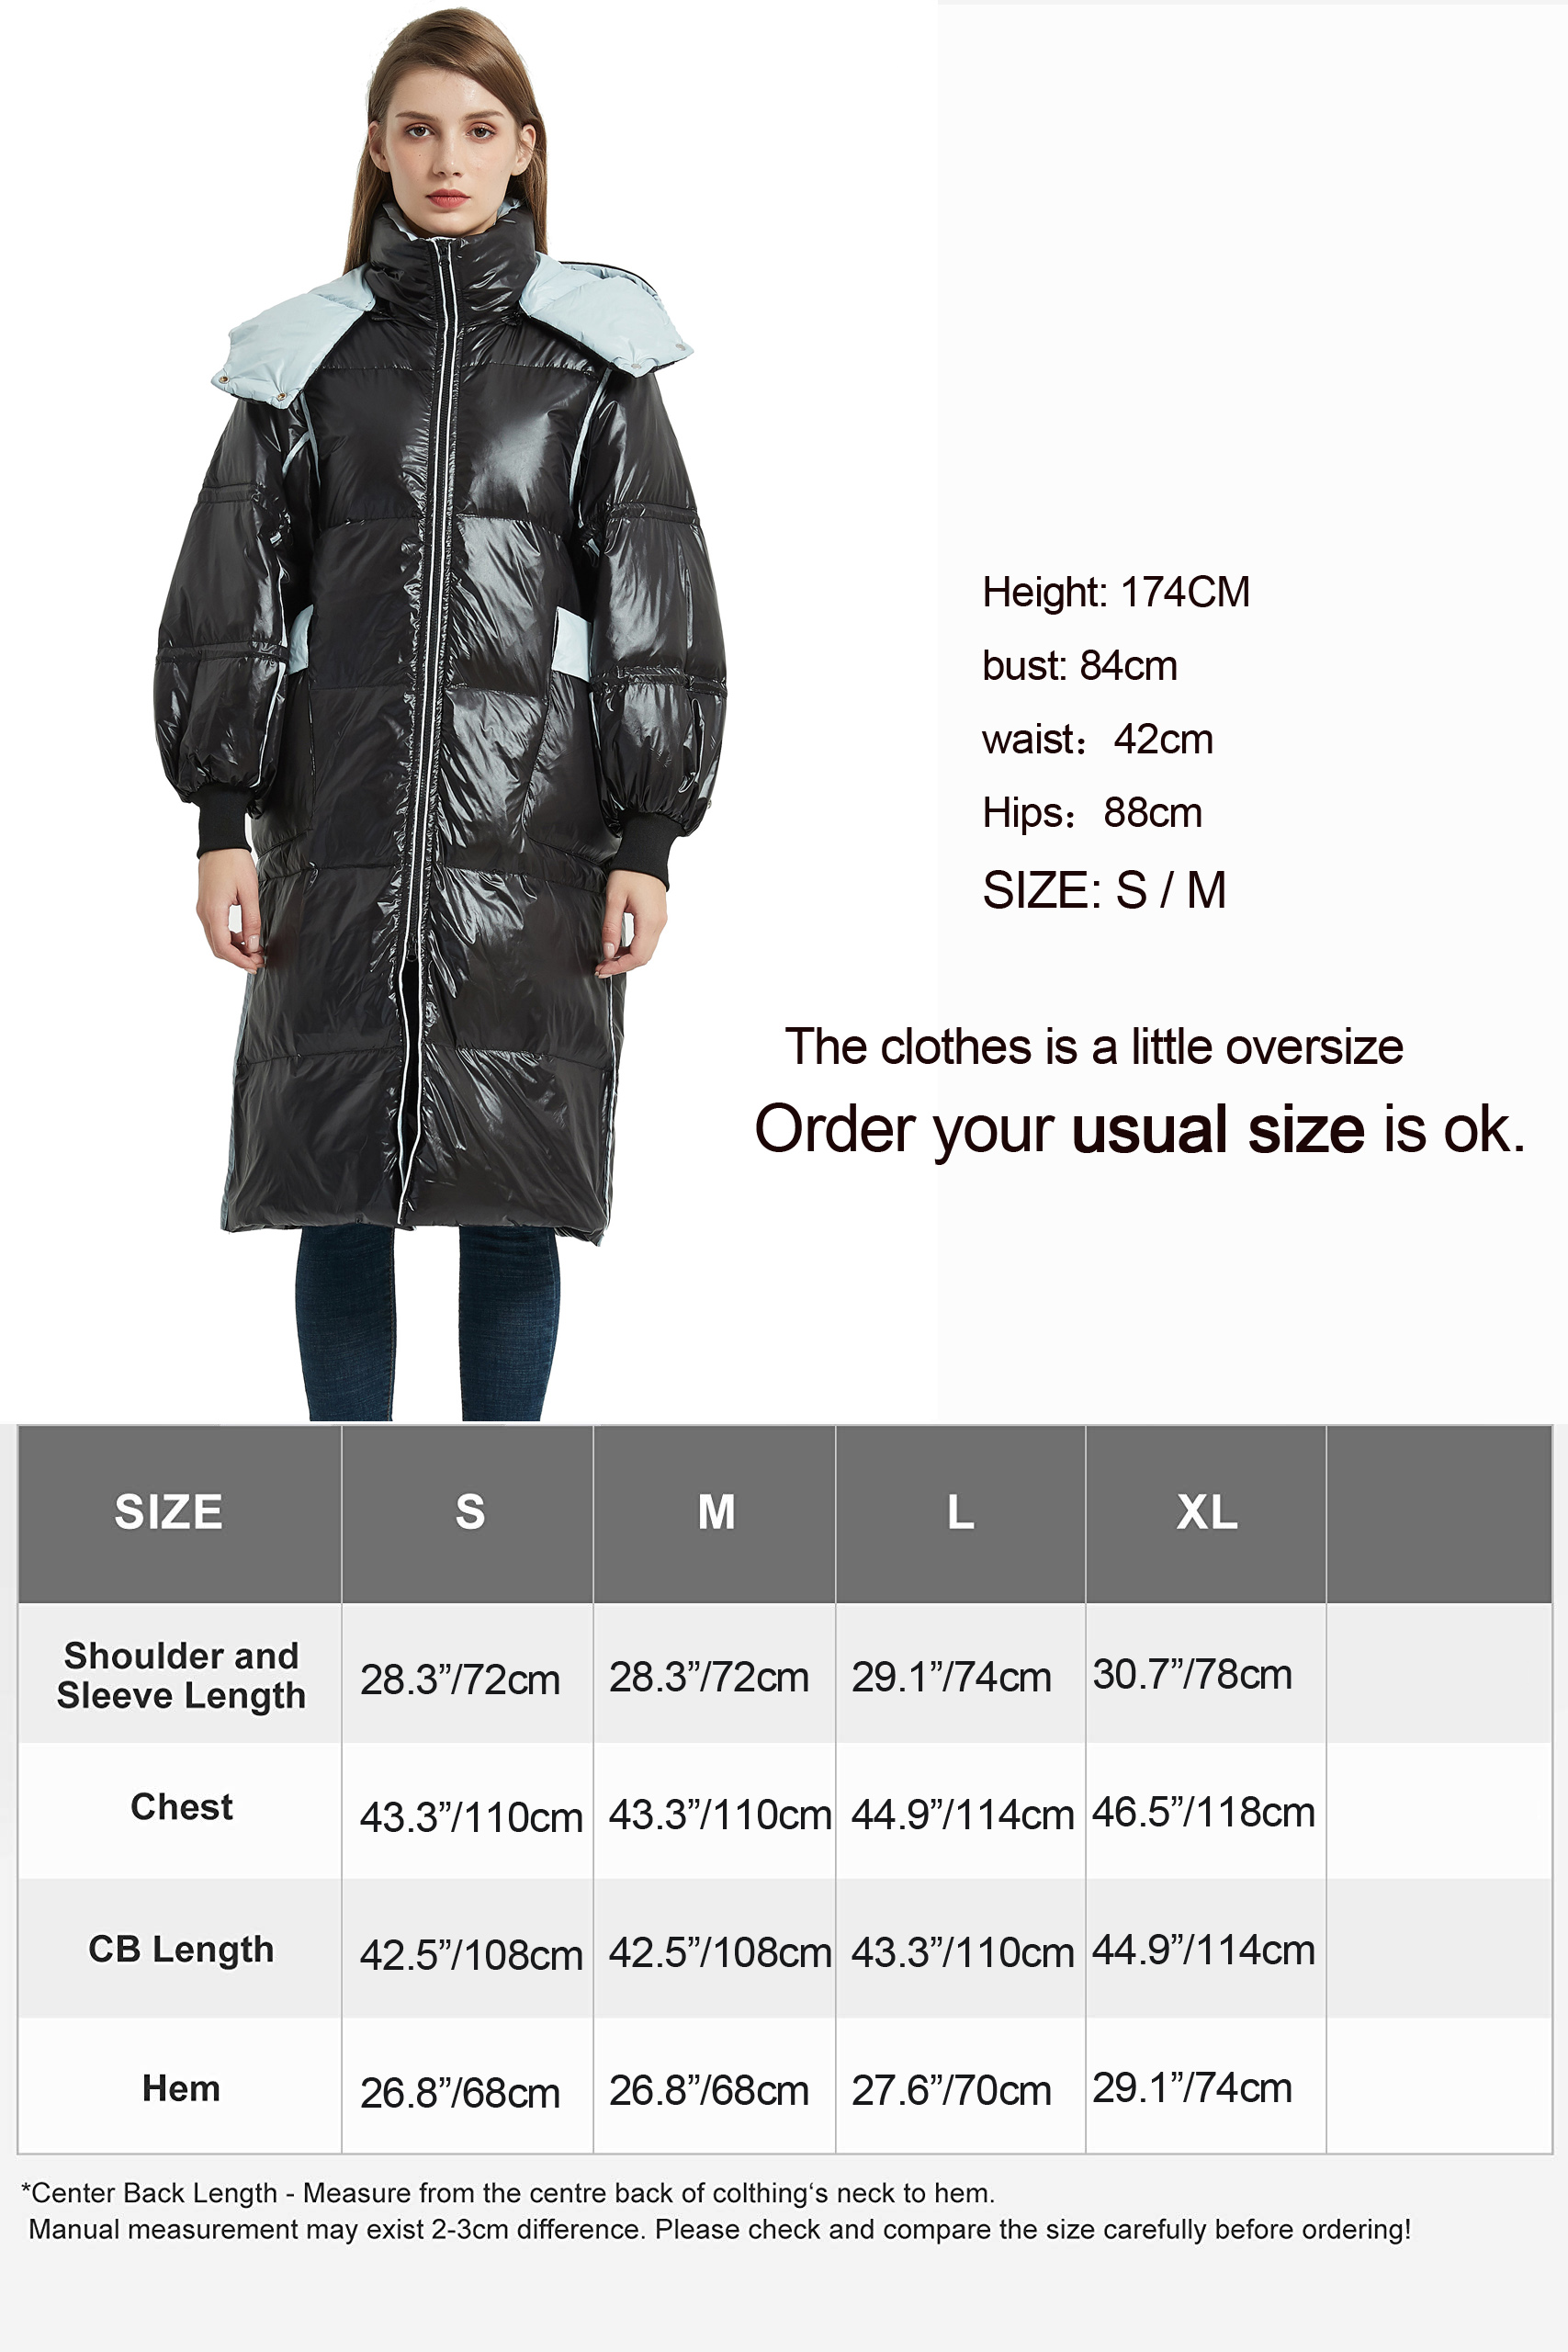 Height: 174CM
bust: 84cm
waist：42cm
Hips：88cm
SIZE: S / M
The clothes is a little oversize
Order your usual size is ok.
SIZE S M L XL
Shoulder and
Sleeve Length 28.3”/72cm 28.3”/72cm 29.1”/74cm 30.7”/78cm
Chest 43.3”/110cm 43.3”/110cm 44.9”/114cm 46.5”/118cm
CB Length 42.5”/108cm 42.5”/108cm 43.3”/110cm 44.9”/114cm
Hem 26.8”/68cm 26.8”/68cm 27.6”/70cm 29.1”/74cm
*Center Back Length - Measure from the centre back of colthing‘s neck to hem.
Manual measurement may exist 2-3cm difference. Please check and compare the size carefully before ordering!